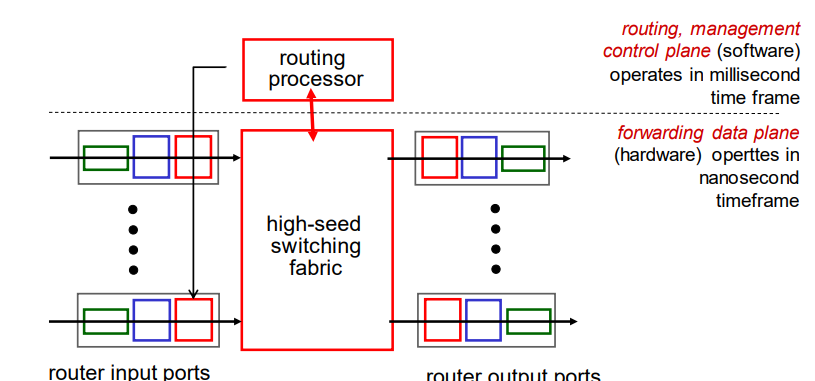 routing
processor
routing, management
control plane (software)
operates in millisecond
time frame
forwarding data plane
(hardware) operttes in
nanosecond
timeframe
high-seed
switching
fabric
router input ports
router output ports